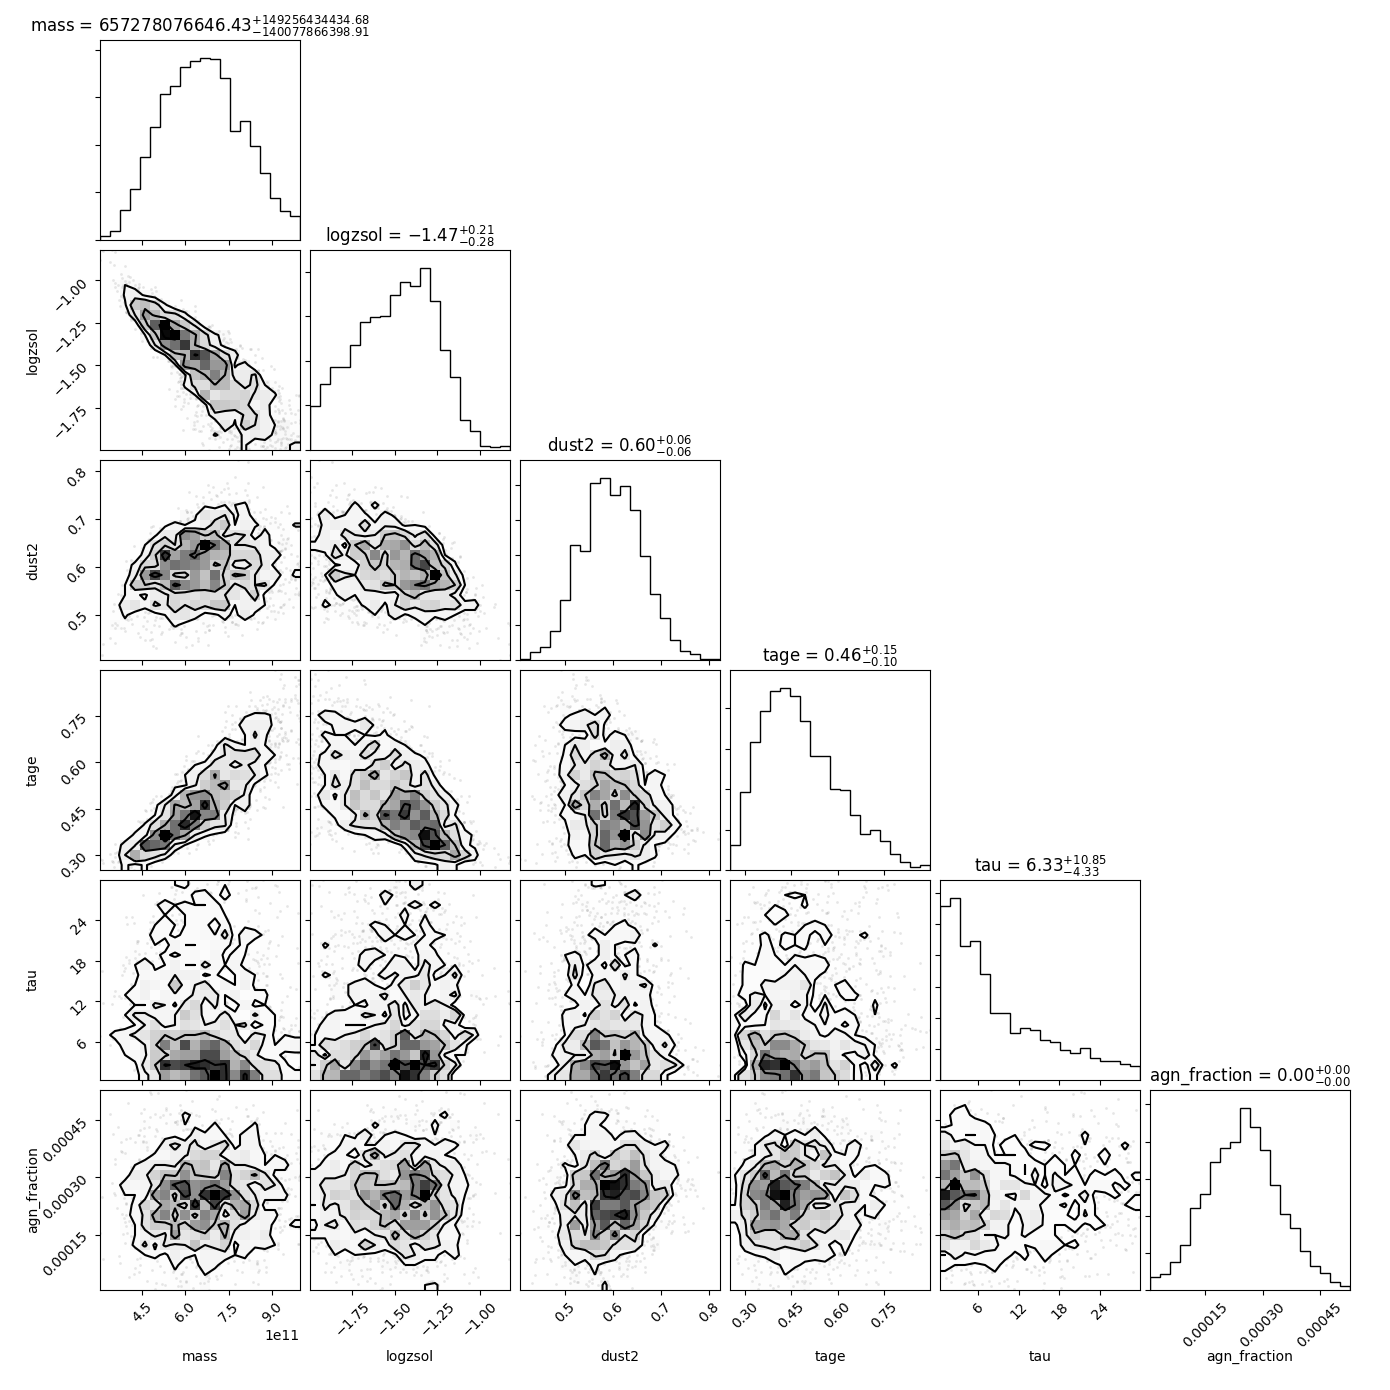 mass = 657278076646.43+149256434434.68 −140077866398.91
logzsol = −1.47+0.21 −0.28
−1.00
−1.25
−1.50
−1.75
logzsol
dust2 = 0.60+0.06 −0.06
0.8
0.7
0.6
0.5
dust2
tage = 0.46+0.15 −0.10
0.75
0.60
0.45
0.30
tage
tau = 6.33+10.85 −4.33
24
18
12
6
tau
agn_fraction = 0.00+0.00 −0.00
0.00045
0.00030
0.00015
agn_fraction
4.5 6.0 7.5 9.0 −1.75 −1.50 −1.25 −1.00 0.5 0.6 0.7 0.8 0.30 0.45 0.60 0.75 6 12 18 24 0.00015 0.00030 0.00045
1e11
mass logzsol dust2 tage tau agn_fraction